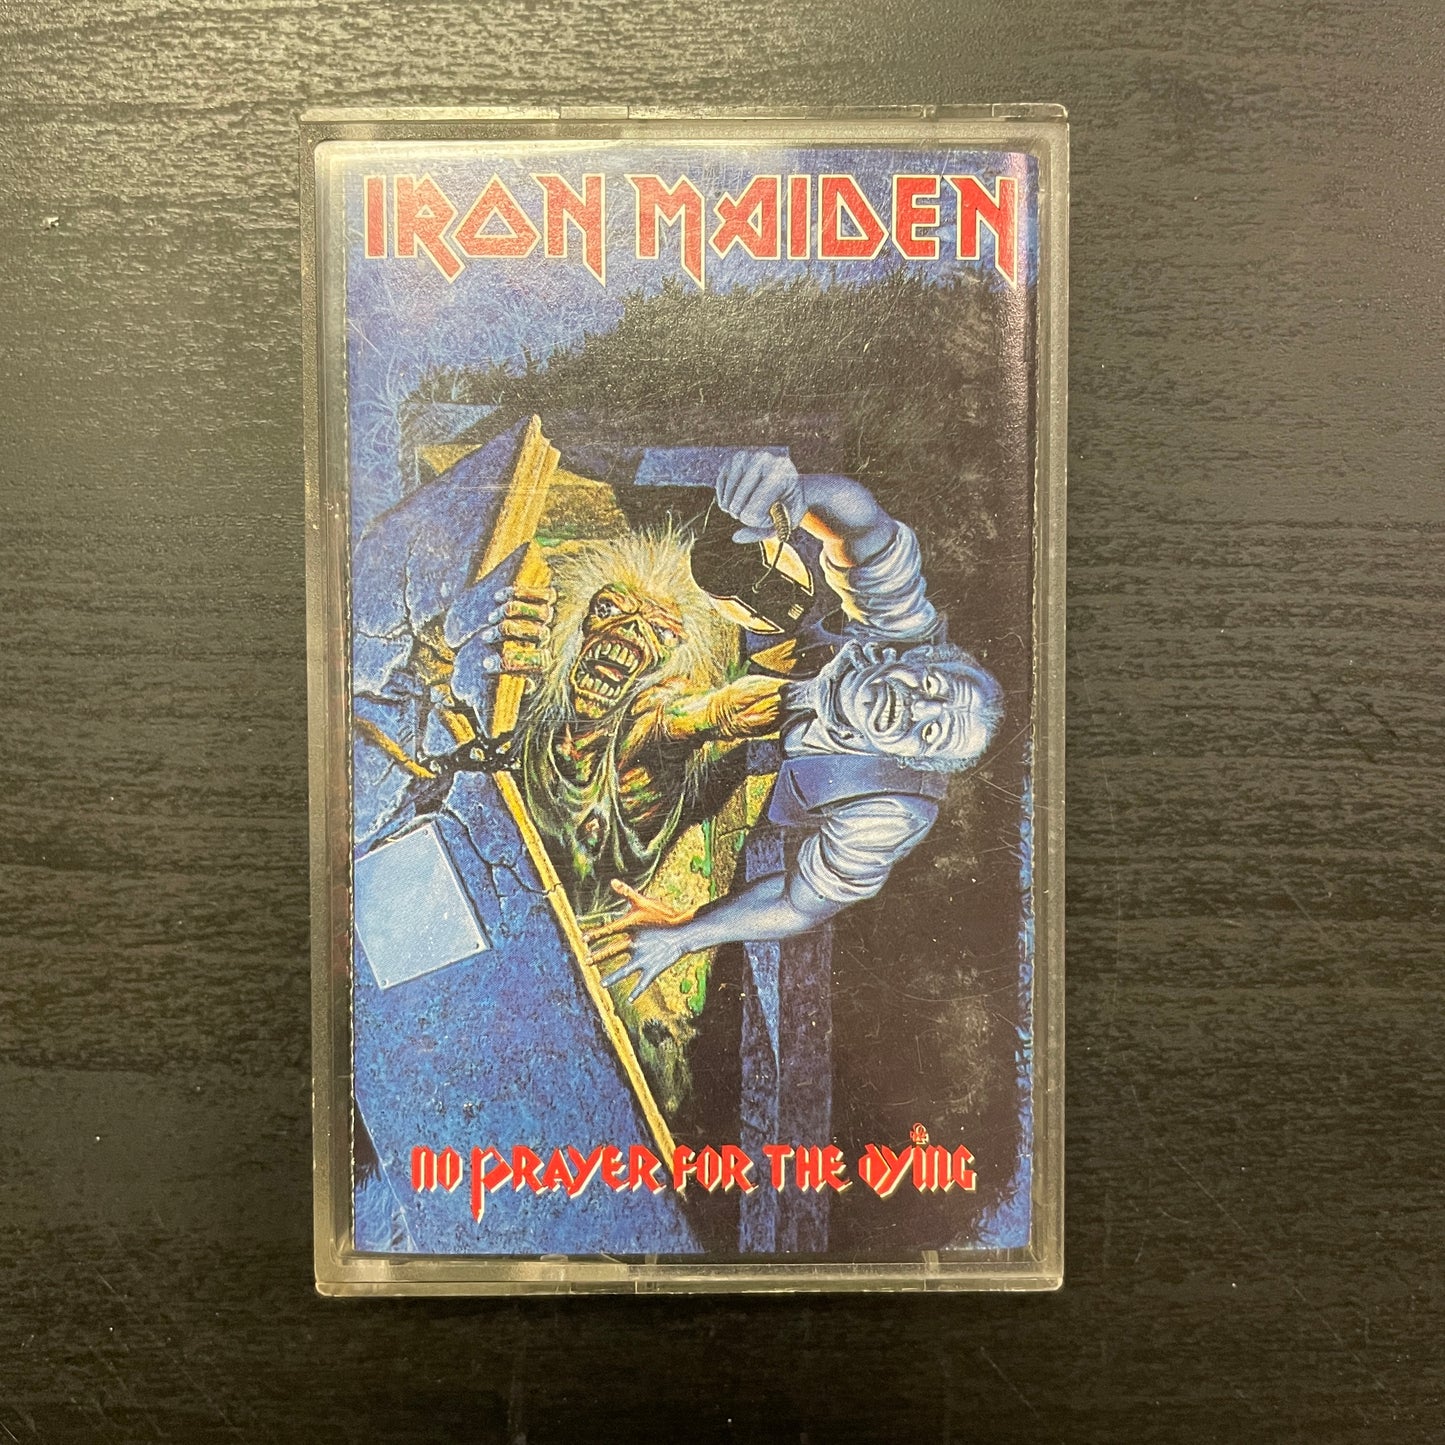 IRON MAIDEN
NO PRAYER FOR THE DYING